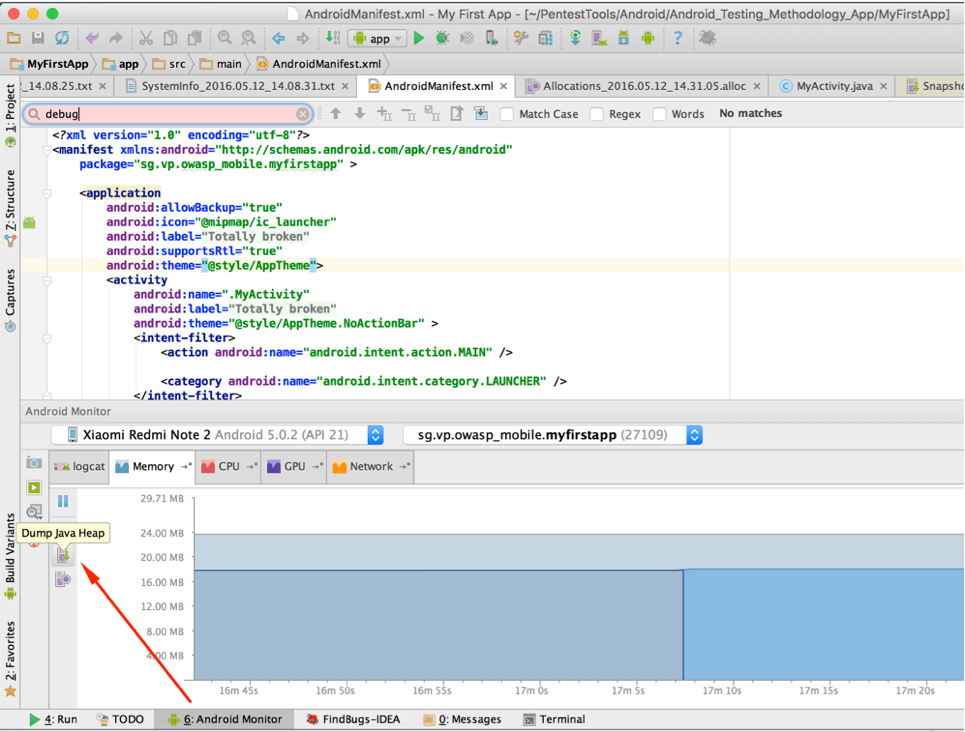 AndroidManifest.xml - My First App - [~/PentestTools/Android/Android_Testing_Methodology_App/MyFirstApp]
app
MyFirstApp app src main AndroidManifest.xml
_14.08.25.txt SystemInfo_2016.05.12_14.08.31.txt AndroidManifest.xml Allocations_2016.05.12_14.31.05.alloc MyActivity.java Snapsho
1: Project
Z: Structure
Captures
Build Variants
2: Favorites
debug Match Case Regex Words No matches
<?xml version="1.0" encoding="utf-8"?>
<manifest xmlns:android="http://schemas.android.com/apk/res/android"
package="sg.vp.owasp_mobile.myfirstapp" >
<application
android:allowBackup="true"
android:icon="@mipmap/ic_launcher"
android:label="Totally broken"
android:supportsRtl="true"
android:theme="@style/AppTheme">
<activity
android:name=".MyActivity"
android:label="Totally broken"
android:theme="@style/AppTheme.NoActionBar" >
<intent-filter>
<action android:name="android.intent.action.MAIN" />
<category android:name="android.intent.category.LAUNCHER" />
</intent-filter>
Android Monitor
Xiaomi Redmi Note 2 Android 5.0.2 (API 21) sg.vp.owasp_mobile.myfirstapp (27109)
logcat Memory CPU GPU Network
Dump Java Heap
29.71 MB
24.00 MB
20.00 MB
16.00 MB
12.00 MB
8.00 MB
4.00 MB
16m 45s 16m 50s 16m 55s 17m 0s 17m 5s 17m 10s 17m 15s 17m 20s
4: Run TODO 6: Android Monitor FindBugs-IDEA 0: Messages Terminal